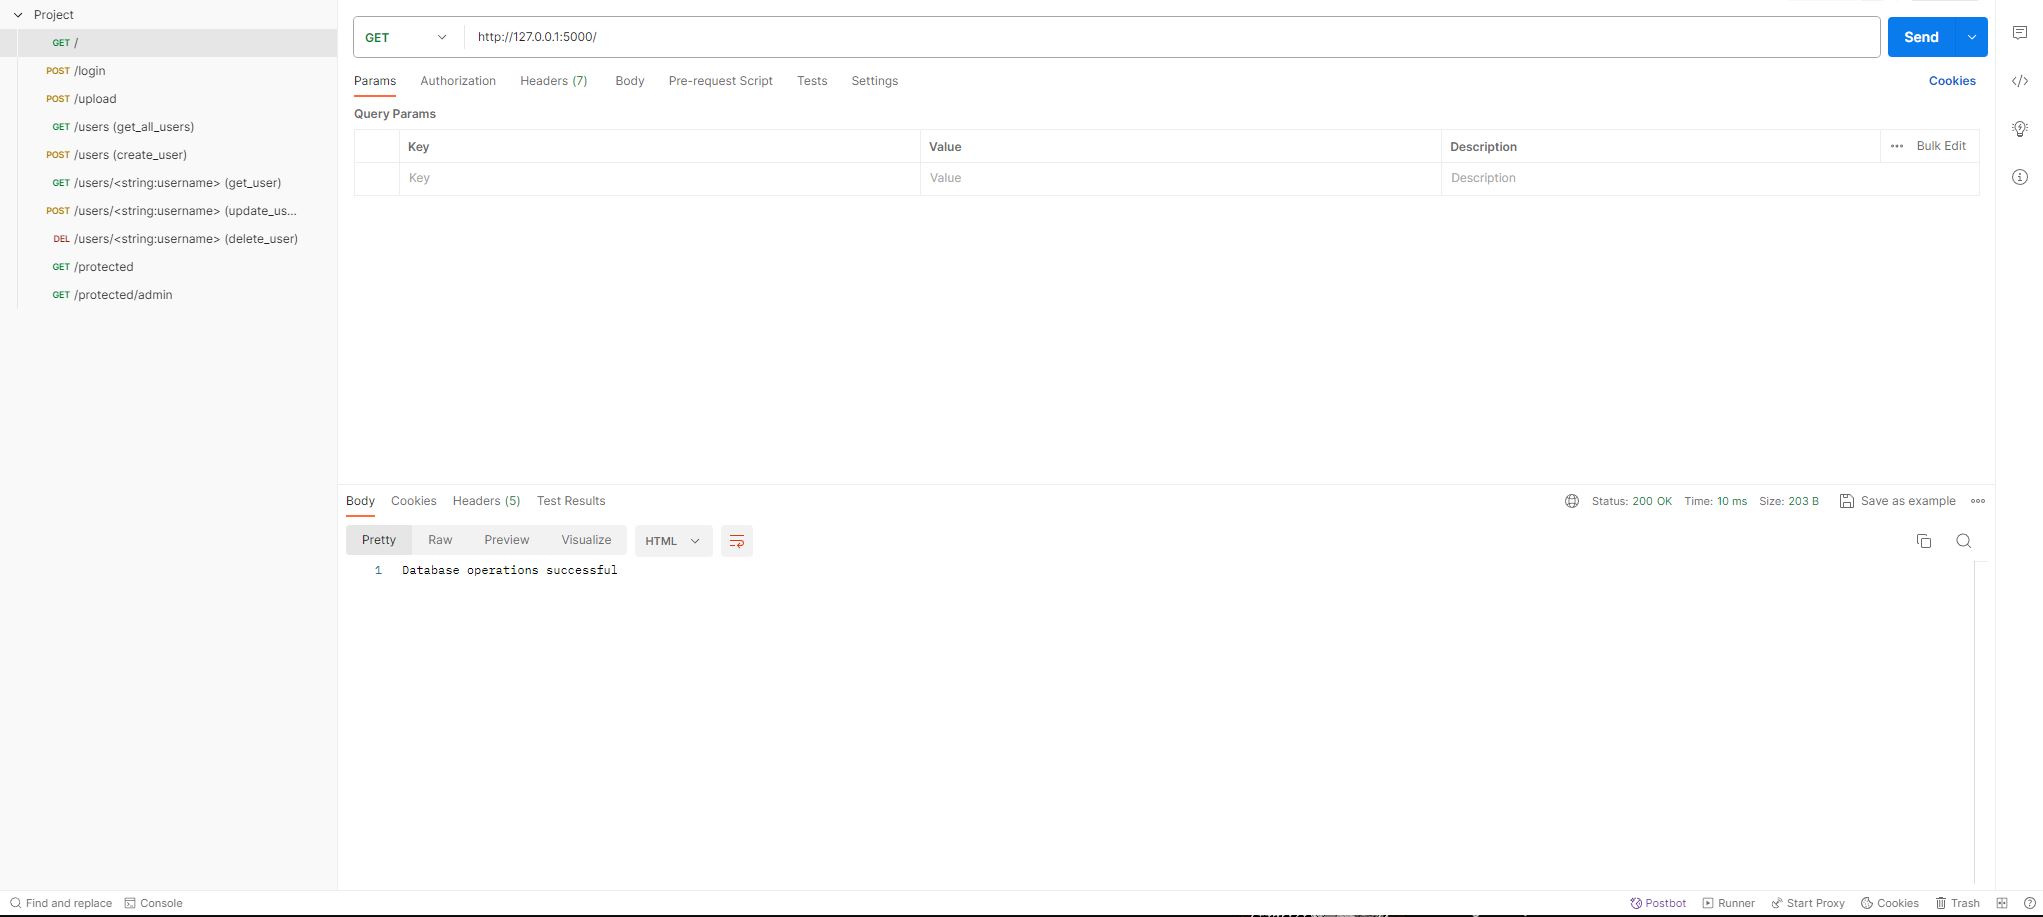 Project
GET /
POST /login
POST /upload
GET /users (get_all_users)
POST /users (create_user)
GET /users/<string:username> (get_user)
POST /users/<string:username> (update_us...
DEL /users/<string:username> (delete_user)
GET /protected
GET /protected/admin
GET http://127.0.0.1:5000/ Send
Params Authorization Headers (7) Body Pre-request Script Tests Settings Cookies
Query Params
Key Value Description ••• Bulk Edit
Key Value Description
Body Cookies Headers (5) Test Results Status: 200 OK Time: 10 ms Size: 203 B Save as example
Pretty Raw Preview Visualize HTML
1 Database operations successful
Find and replace Console Postbot Runner Start Proxy Cookies Trash